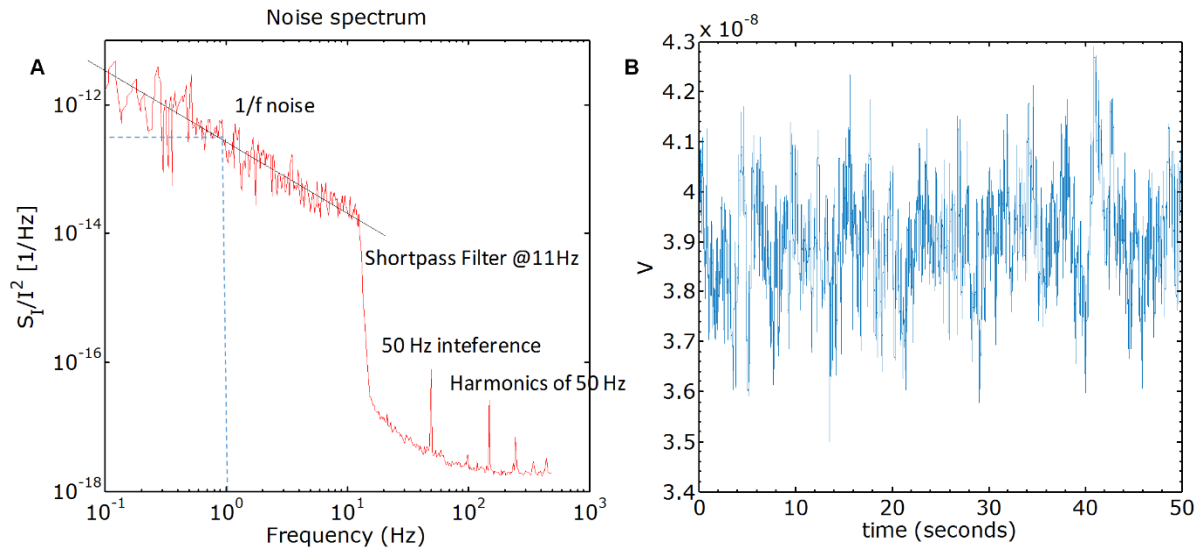 Noise spectrum
A
1/f noise
Shortpass Filter @11Hz
50 Hz inteference
Harmonics of 50 Hz
S_I/I^2 [1/Hz]
10^-12
10^-14
10^-16
10^-18
10^-1
10^0
10^1
10^2
10^3
Frequency (Hz)
4.3 x 10^-8
B
4.2
4.1
4
3.9
3.8
3.7
3.6
3.5
3.4
V
0
10
20
30
40
50
time (seconds)